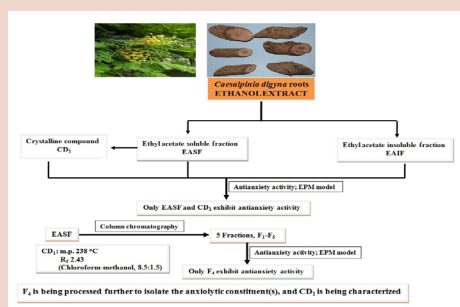 Caesalpinia digyna roots
ETHANOL EXTRACT
Crystalline compound
CD1
Ethyl acetate soluble fraction
EASF
Ethyl acetate insoluble fraction
EAIF
Antianxiety activity; EPM model
Only EASF and CD1 exhibit antianxiety activity
EASF
Column chromatography
5 Fractions, F1-F5
CD1: m.p. 238 °C
Rf 2.43
(Chloroform-methanol, 8.5:1.5)
Antianxiety activity; EPM model
Only F4 exhibit antianxiety activity
F4 is being processed further to isolate the anxiolytic constituent(s), and CD1 is being characterized